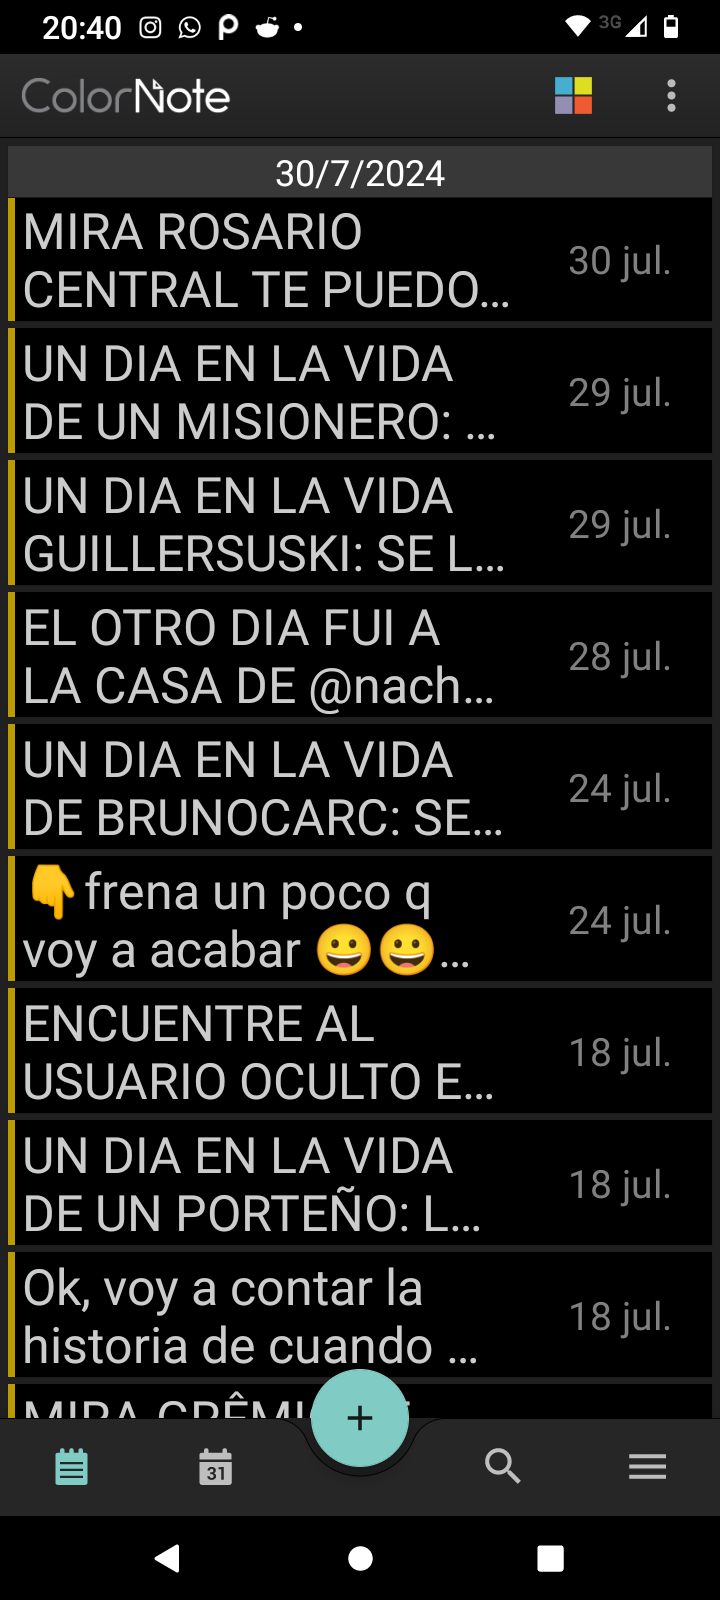 20:40
3G
ColorNote
30/7/2024
MIRA ROSARIO
CENTRAL TE PUEDO...
30 jul.
UN DIA EN LA VIDA
DE UN MISIONERO: ...
29 jul.
UN DIA EN LA VIDA
GUILLERSUSKI: SE L...
29 jul.
EL OTRO DIA FUI A
LA CASA DE @nach...
28 jul.
UN DIA EN LA VIDA
DE BRUNOCARC: SE...
24 jul.
👇frena un poco q
voy a acabar 😀😀...
24 jul.
ENCUENTRE AL
USUARIO OCULTO E...
18 jul.
UN DIA EN LA VIDA
DE UN PORTEÑO: L...
18 jul.
Ok, voy a contar la
historia de cuando ...
18 jul.
MIRA
31